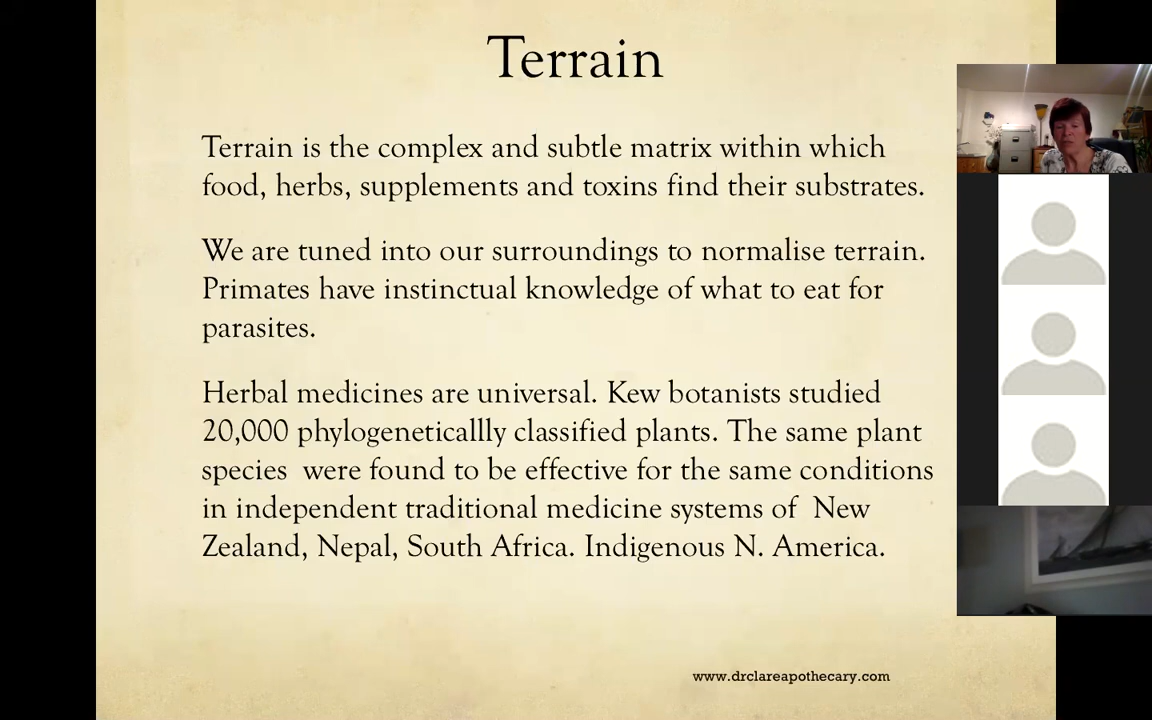 Terrain
Terrain is the complex and subtle matrix within which
food, herbs, supplements and toxins find their substrates.
We are tuned into our surroundings to normalise terrain.
Primates have instinctual knowledge of what to eat for
parasites.
Herbal medicines are universal. Kew botanists studied
20,000 phylogeneticallly classified plants. The same plant
species  were found to be effective for the same conditions
in independent traditional medicine systems of  New
Zealand, Nepal, South Africa. Indigenous N. America.
www.drclareapothecary.com